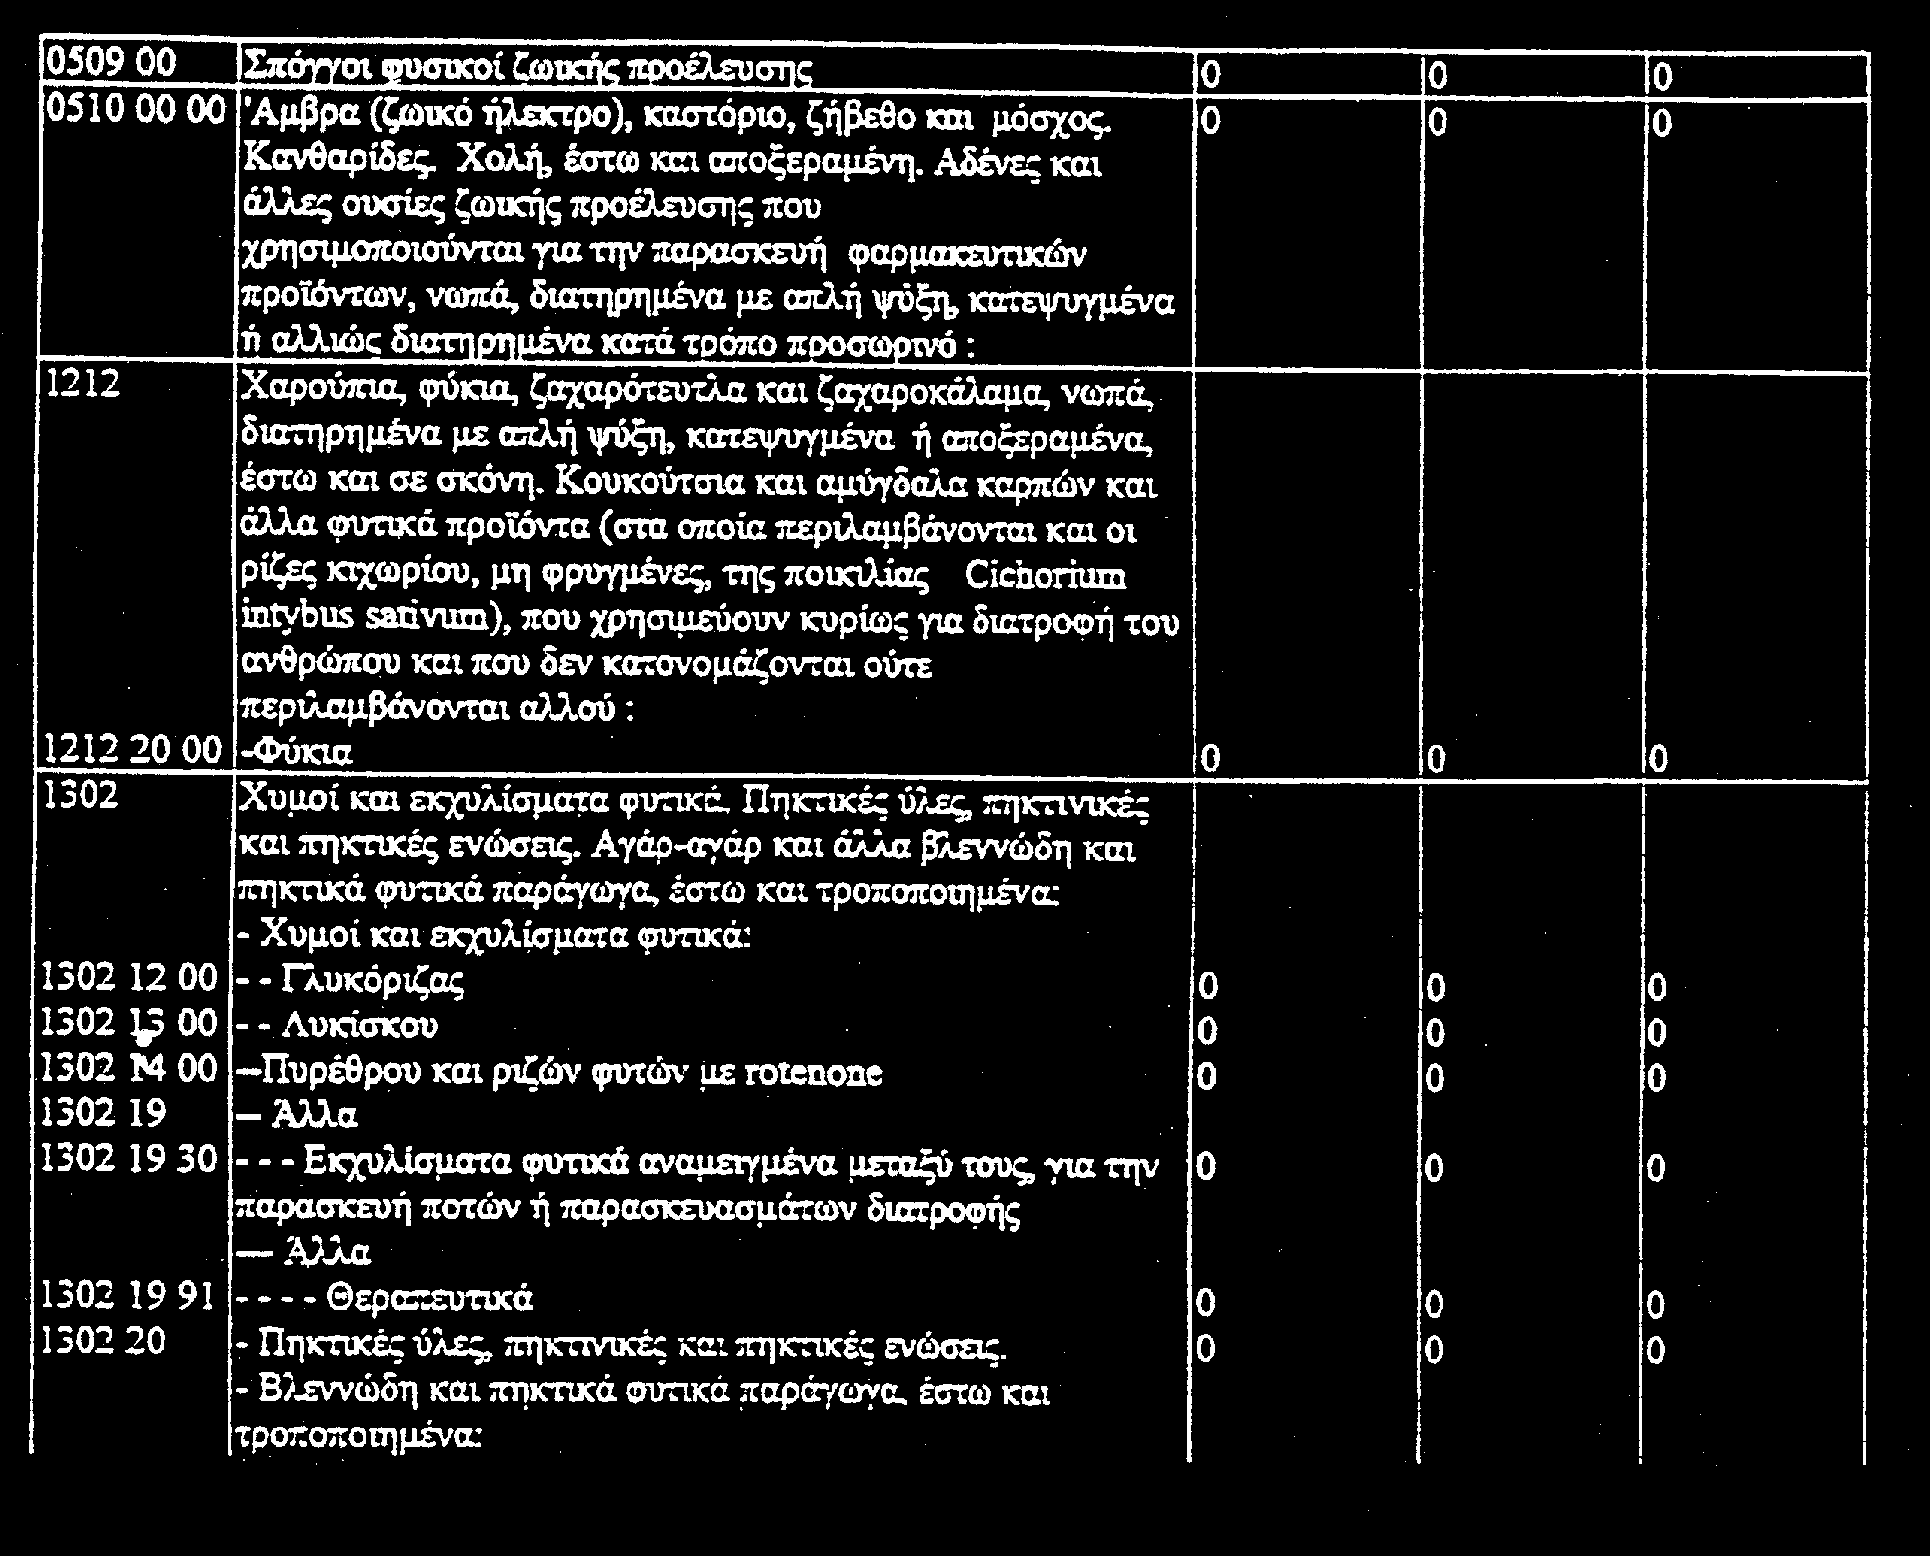 0509 00 Σπόγγοι φυσικοί ζωικής προέλευσης 0 0 0
0510 00 00 'Αμβρα (ζωικό ήλεκτρο), καστόριο, ζήβεθο και μόσχος. 0 0 0
Κανθαρίδες. Χολή, έστω και αποξεραμένη. Αδένες και
άλλες ουσίες ζωικής προέλευσης που
χρησιμοποιούνται για την παρασκευή φαρμακευτικών
προϊόντων, νωπά, διατηρημένα με απλή ψύξη, κατεψυγμένα
ή αλλιώς διατηρημένα κατά τρόπο προσωρινό :
1212 Χαρούπια, φύκια, ζαχαρότευτλα και ζαχαροκάλαμα, νωπά,
διατηρημένα με απλή ψύξη, κατεψυγμένα ή αποξεραμένα,
έστω και σε σκόνη. Κουκούτσια και αμύγδαλα καρπών και
άλλα φυτικά προϊόντα (στα οποία περιλαμβάνονται και οι
ρίζες κιχωρίου, μη φρυγμένες, της ποικιλίας Cichorium
intybus sativum), που χρησιμεύουν κυρίως για διατροφή του
ανθρώπου και που δεν κατονομάζονται ούτε
περιλαμβάνονται αλλού :
1212 20 00 -Φύκια 0 0 0
1302 Χυμοί και εκχυλίσματα φυτικά. Πηκτικές ύλες, πηκτινικές
και πηκτικές ενώσεις. Αγάρ-αγάρ και άλλα βλεννώδη και
πηκτικά φυτικά παράγωγα, έστω και τροποποιημένα:
- Χυμοί και εκχυλίσματα φυτικά:
1302 12 00 - - Γλυκόριζας 0 0 0
1302 13 00 - - Λυκίσκου 0 0 0
1302 14 00 –Πυρέθρου και ριζών φυτών με rotenone 0 0 0
1302 19 – Άλλα
1302 19 30 - - - Εκχυλίσματα φυτικά αναμειγμένα μεταξύ τους, για την 0 0 0
παρασκευή ποτών ή παρασκευασμάτων διατροφής
— Άλλα
1302 19 91 - - - - Θεραπευτικά 0 0 0
1302 20 - Πηκτικές ύλες, πηκτινικές και πηκτικές ενώσεις. 0 0 0
- Βλεννώδη και πηκτικά φυτικά παράγωγα, έστω και
τροποποιημένα: